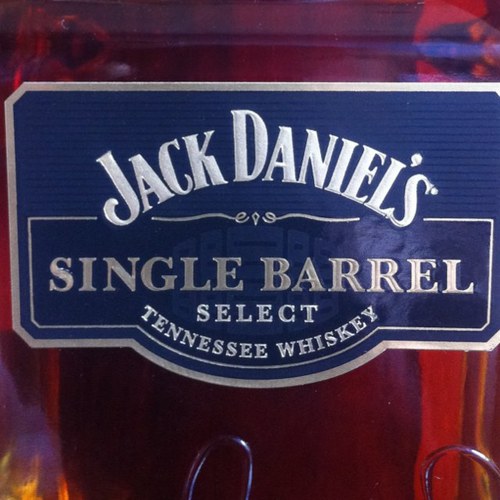 JACK DANIEL'S
SINGLE BARREL
SELECT
TENNESSEE WHISKEY